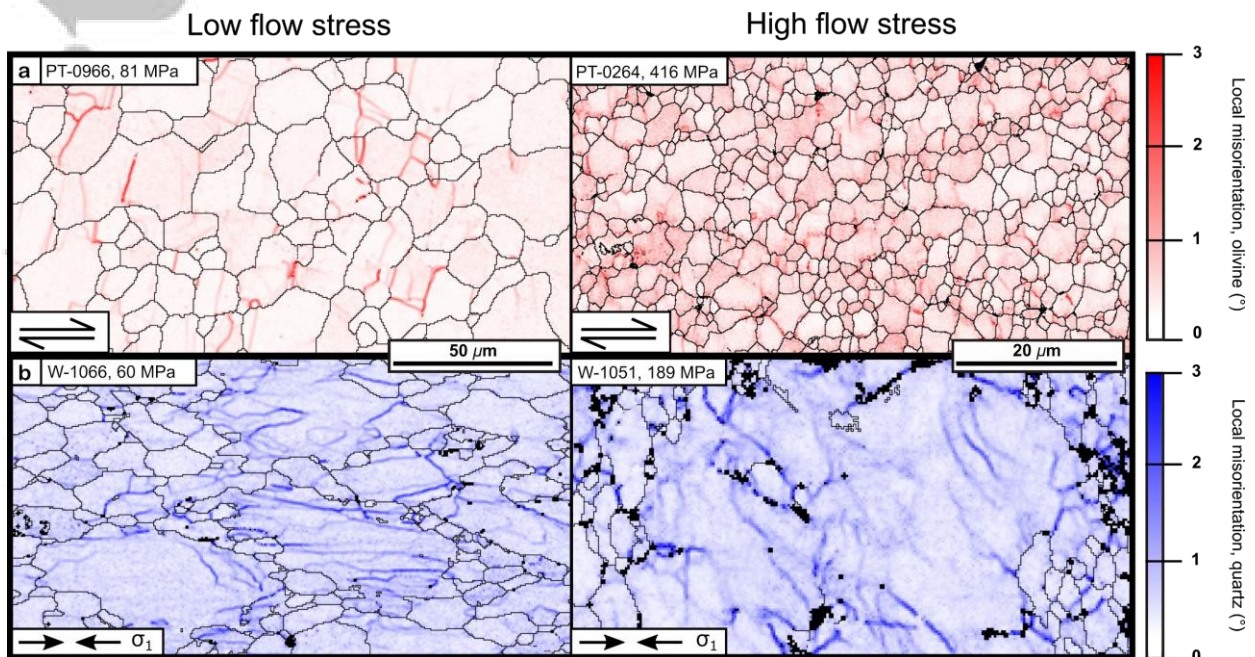 Low flow stress
High flow stress
a PT-0966, 81 MPa
PT-0264, 416 MPa
3
2
1
0
Local misorientation, olivine (°)
50 μm
20 μm
b W-1066, 60 MPa
W-1051, 189 MPa
3
2
1
0
Local misorientation, quartz (°)
σ1
σ1